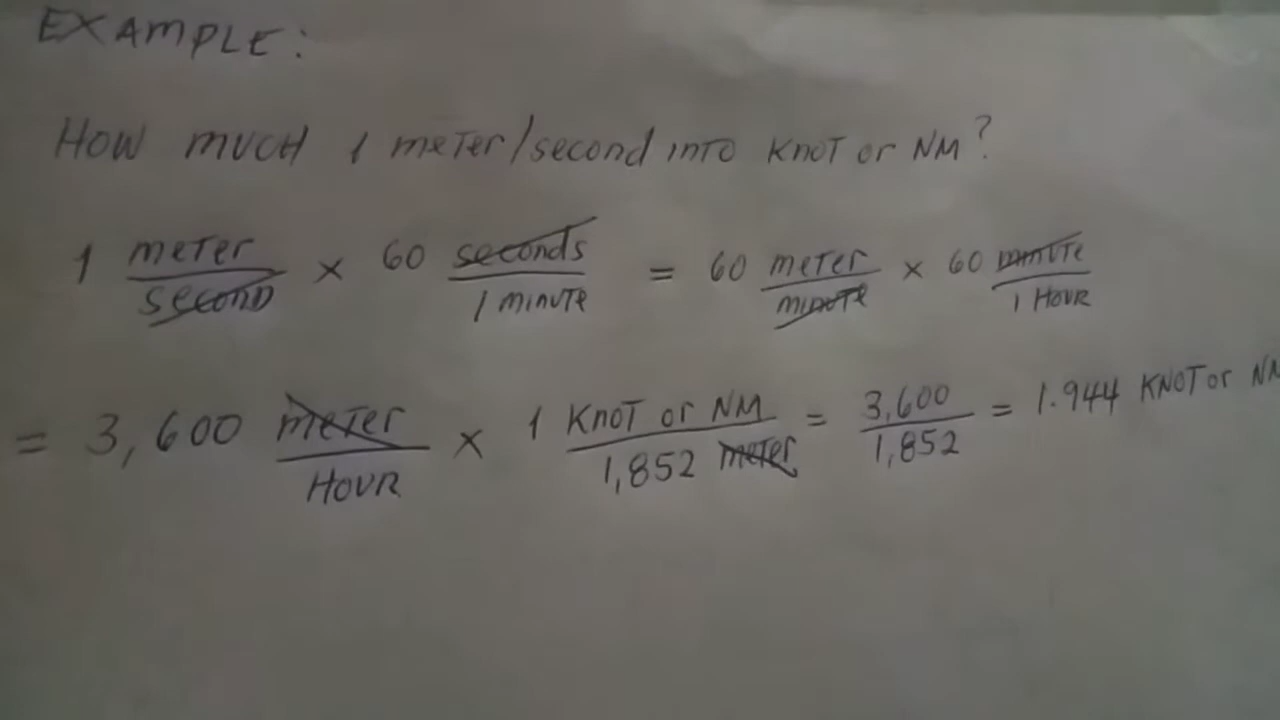 EXAMPLE:
HOW MUCH 1 METER/second INTO KNOT or NM?
1 METER/SECOND × 60 seconds/1 MINUTE = 60 METER/MINUTE × 60 MINUTE/1 HOUR
= 3,600 METER/HOUR × 1 KNOT or NM/1,852 METER = 3,600/1,852 = 1.944 KNOT or NM